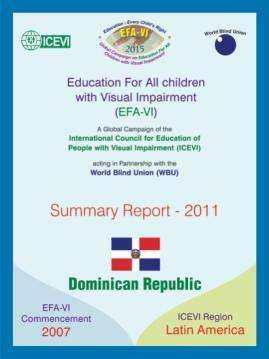 ICEVI
Education - Every Child's Right
EFA-VI
2015
Global Campaign on Education For All
Children with Visual Impairment
World Blind Union
Education For All children
with Visual Impairment
(EFA-VI)
A Global Campaign of the
International Council for Education of
People with Visual Impairment (ICEVI)
acting in Partnership with the
World Blind Union (WBU)
Summary Report - 2011
Dominican Republic
EFA-VI
Commencement
2007
ICEVI Region
Latin America